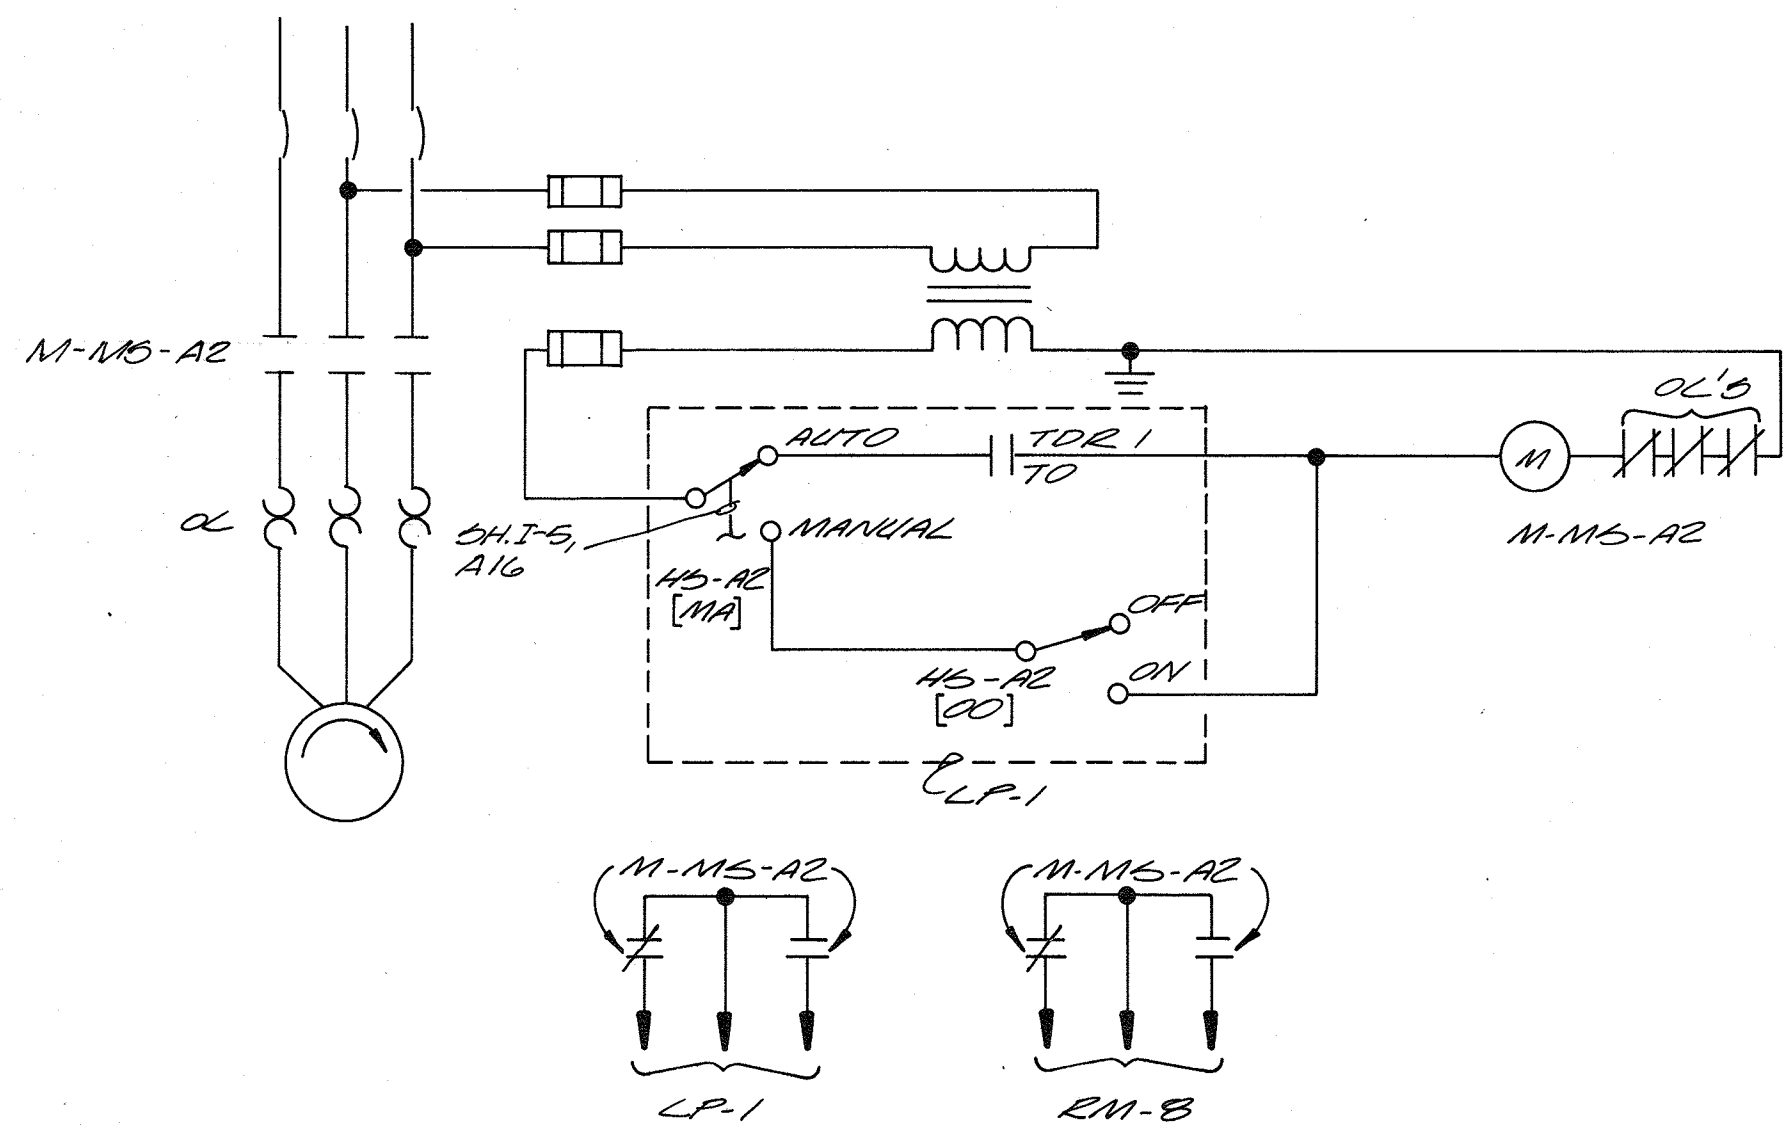 M-MS-A2
OL
OL'S
AUTO
TDR 1
TO
M
M-MS-A2
SH. I-5,
A16
MANUAL
HS-A2
[MA]
OFF
HS-A2
[OO]
ON
LP-1
M-MS-A2
M-MS-A2
LP-1
RM-8